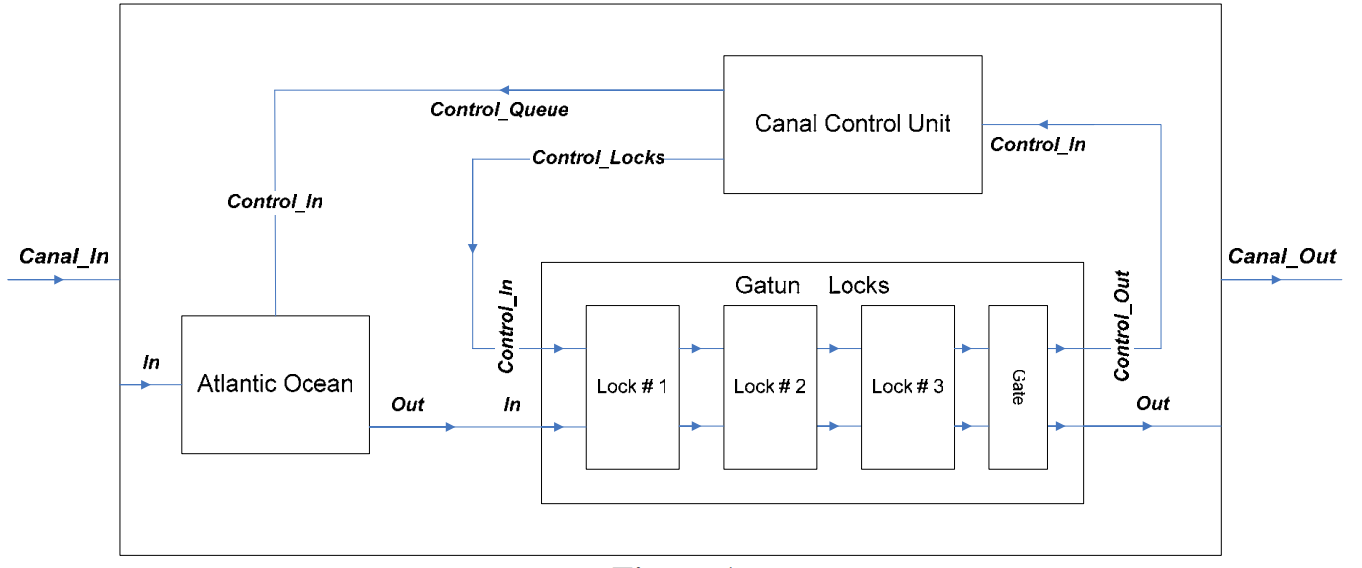 Canal Control Unit
Control_Queue
Control_In
Control_Locks
Control_In
Canal_In
Canal_Out
Gatun Locks
Control_In
Control_Out
In
Atlantic Ocean
Lock # 1
Lock # 2
Lock # 3
Gate
Out
In
Out